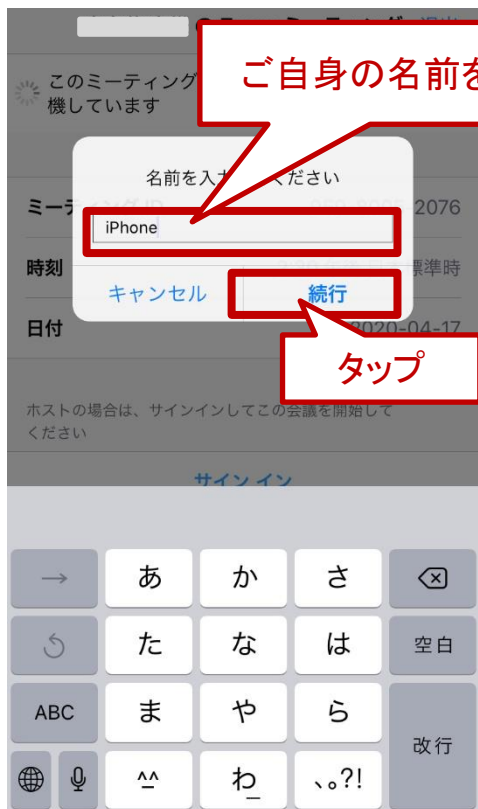 ご自身の名前を
このミーティング
機しています
名前を入 ください
ミーテ 2076
iPhone
時刻 標準時
キャンセル 続行
日付 2020-04-17
タップ
ホストの場合は、サインインしてこの会議を開始して
ください
サイン イン
→ あ か さ
た な は 空白
ABC ま や ら
改行
^^ わ 、。?!